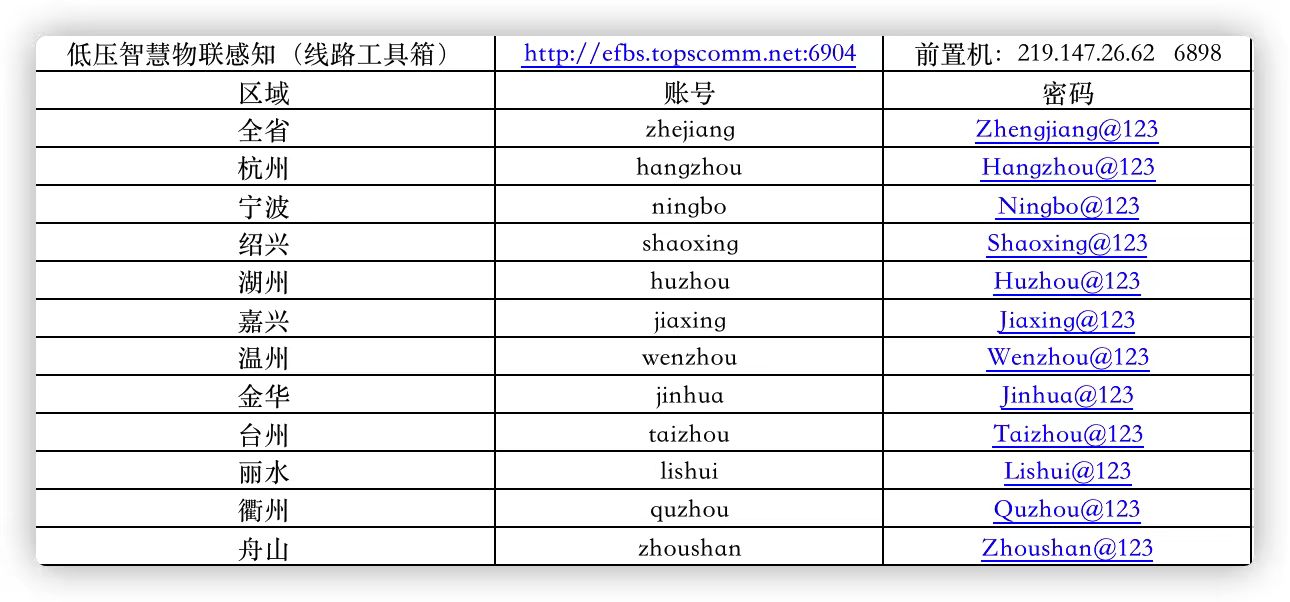 低压智慧物联感知（线路工具箱） http://efbs.topscomm.net:6904 前置机：219.147.26.62 6898
区域 账号 密码
全省 zhejiang Zhengjiang@123
杭州 hangzhou Hangzhou@123
宁波 ningbo Ningbo@123
绍兴 shaoxing Shaoxing@123
湖州 huzhou Huzhou@123
嘉兴 jiaxing Jiaxing@123
温州 wenzhou Wenzhou@123
金华 jinhua Jinhua@123
台州 taizhou Taizhou@123
丽水 lishui Lishui@123
衢州 quzhou Quzhou@123
舟山 zhoushan Zhoushan@123